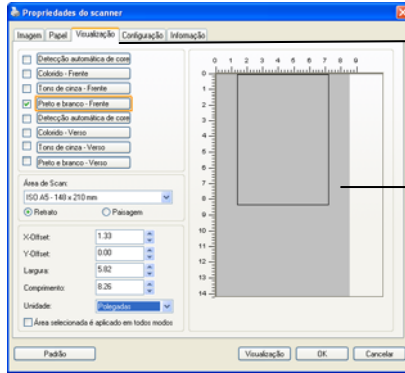 Propriedades do scanner
Imagem Papel Visualização Configuração Informação
Detecção automática de core
Colorido - Frente
Tons de cinza - Frente
Preto e branco - Frente
Detecção automática de core
Colorido - Verso
Tons de cinza - Verso
Preto e branco - Verso
Área de Scan:
ISO A5 - 148 x 210 mm
Retrato Paisagem
X-Offset: 1.33
Y-Offset: 0.00
Largura: 5.82
Comprimento: 8.26
Unidade: Polegadas
Área selecionada é aplicado em todos modos
0 1 2 3 4 5 6 7 8 9
0
1
2
3
4
5
6
7
8
9
10
11
12
13
14
Padrão Visualização OK Cancelar